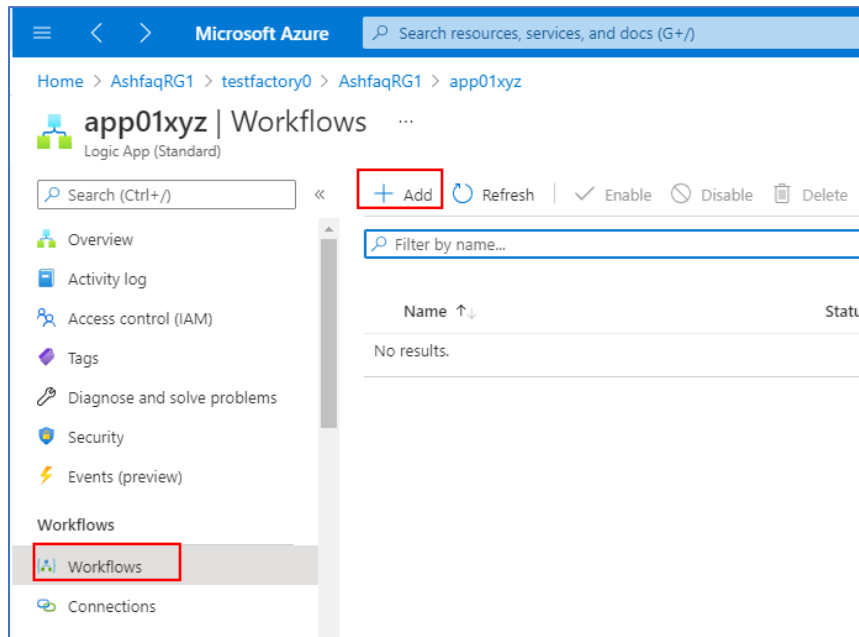 Microsoft Azure
Search resources, services, and docs (G+/)
Home > AshfaqRG1 > testfactory0 > AshfaqRG1 > app01xyz
app01xyz | Workflows ...
Logic App (Standard)
Search (Ctrl+/) «
+ Add Refresh Enable Disable Delete
Overview
Filter by name...
Activity log
Access control (IAM)
Name ↑↓ Statu
Tags
No results.
Diagnose and solve problems
Security
Events (preview)
Workflows
Workflows
Connections